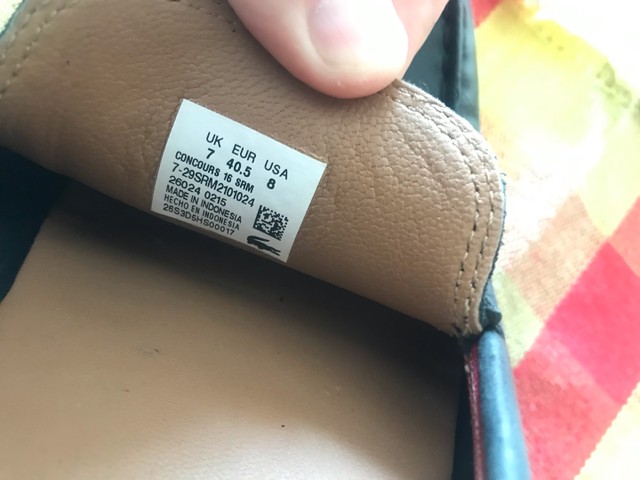 UK EUR USA
7 40.5 8
CONCOURS 16 SRM
7-29SRM2101024
26024 0215
MADE IN INDONESIA
HECHO EN INDONESIA
26S3D5HS00017